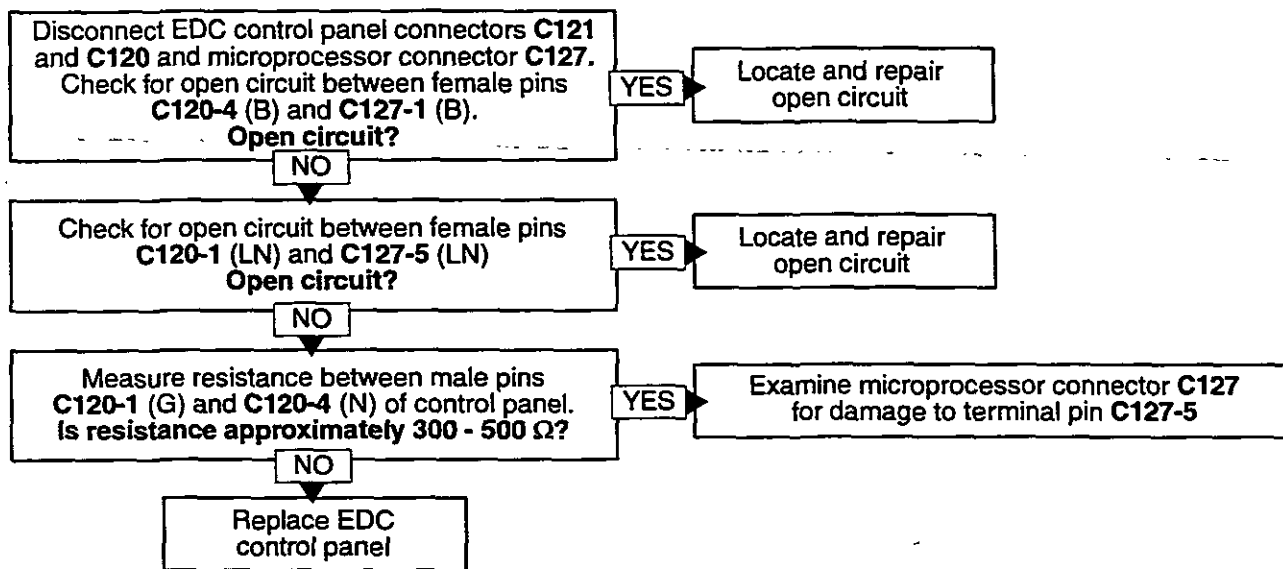 Disconnect EDC control panel connectors C121
and C120 and microprocessor connector C127.
Check for open circuit between female pins
C120-4 (B) and C127-1 (B).
Open circuit?
YES
Locate and repair
open circuit
NO
Check for open circuit between female pins
C120-1 (LN) and C127-5 (LN)
Open circuit?
YES
Locate and repair
open circuit
NO
Measure resistance between male pins
C120-1 (G) and C120-4 (N) of control panel.
Is resistance approximately 300 - 500 Ω?
YES
Examine microprocessor connector C127
for damage to terminal pin C127-5
NO
Replace EDC
control panel